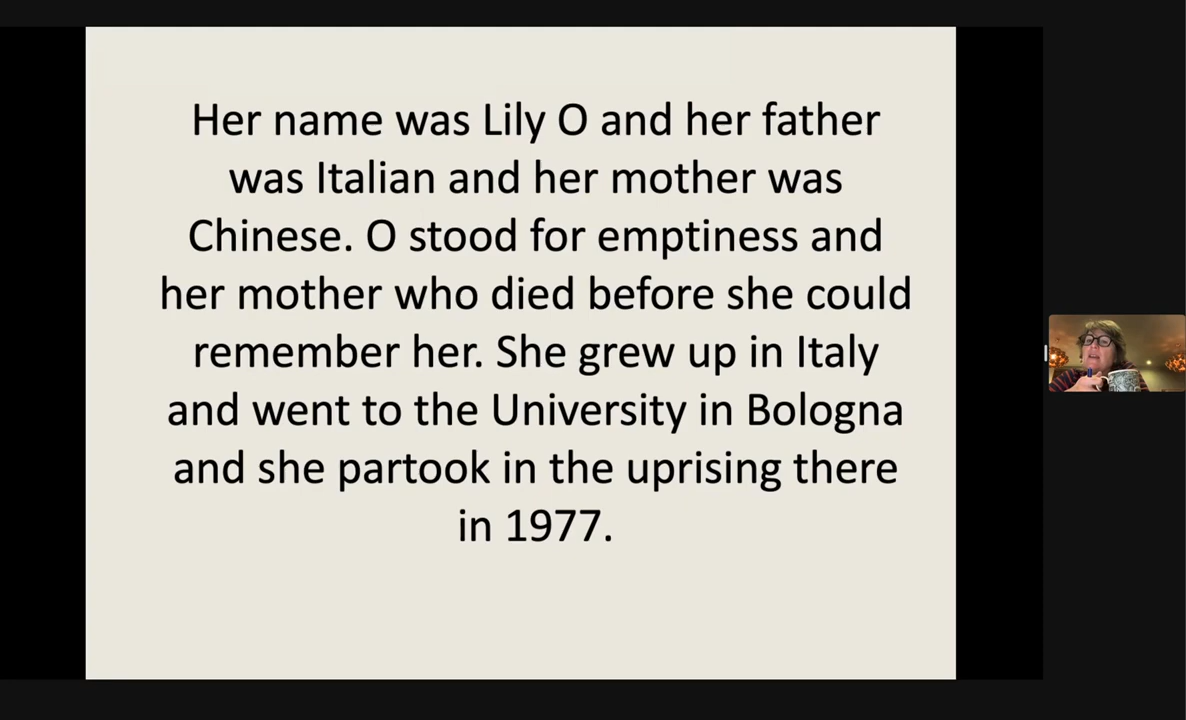 Her name was Lily O and her father
was Italian and her mother was
Chinese. O stood for emptiness and
her mother who died before she could
remember her. She grew up in Italy
and went to the University in Bologna
and she partook in the uprising there
in 1977.